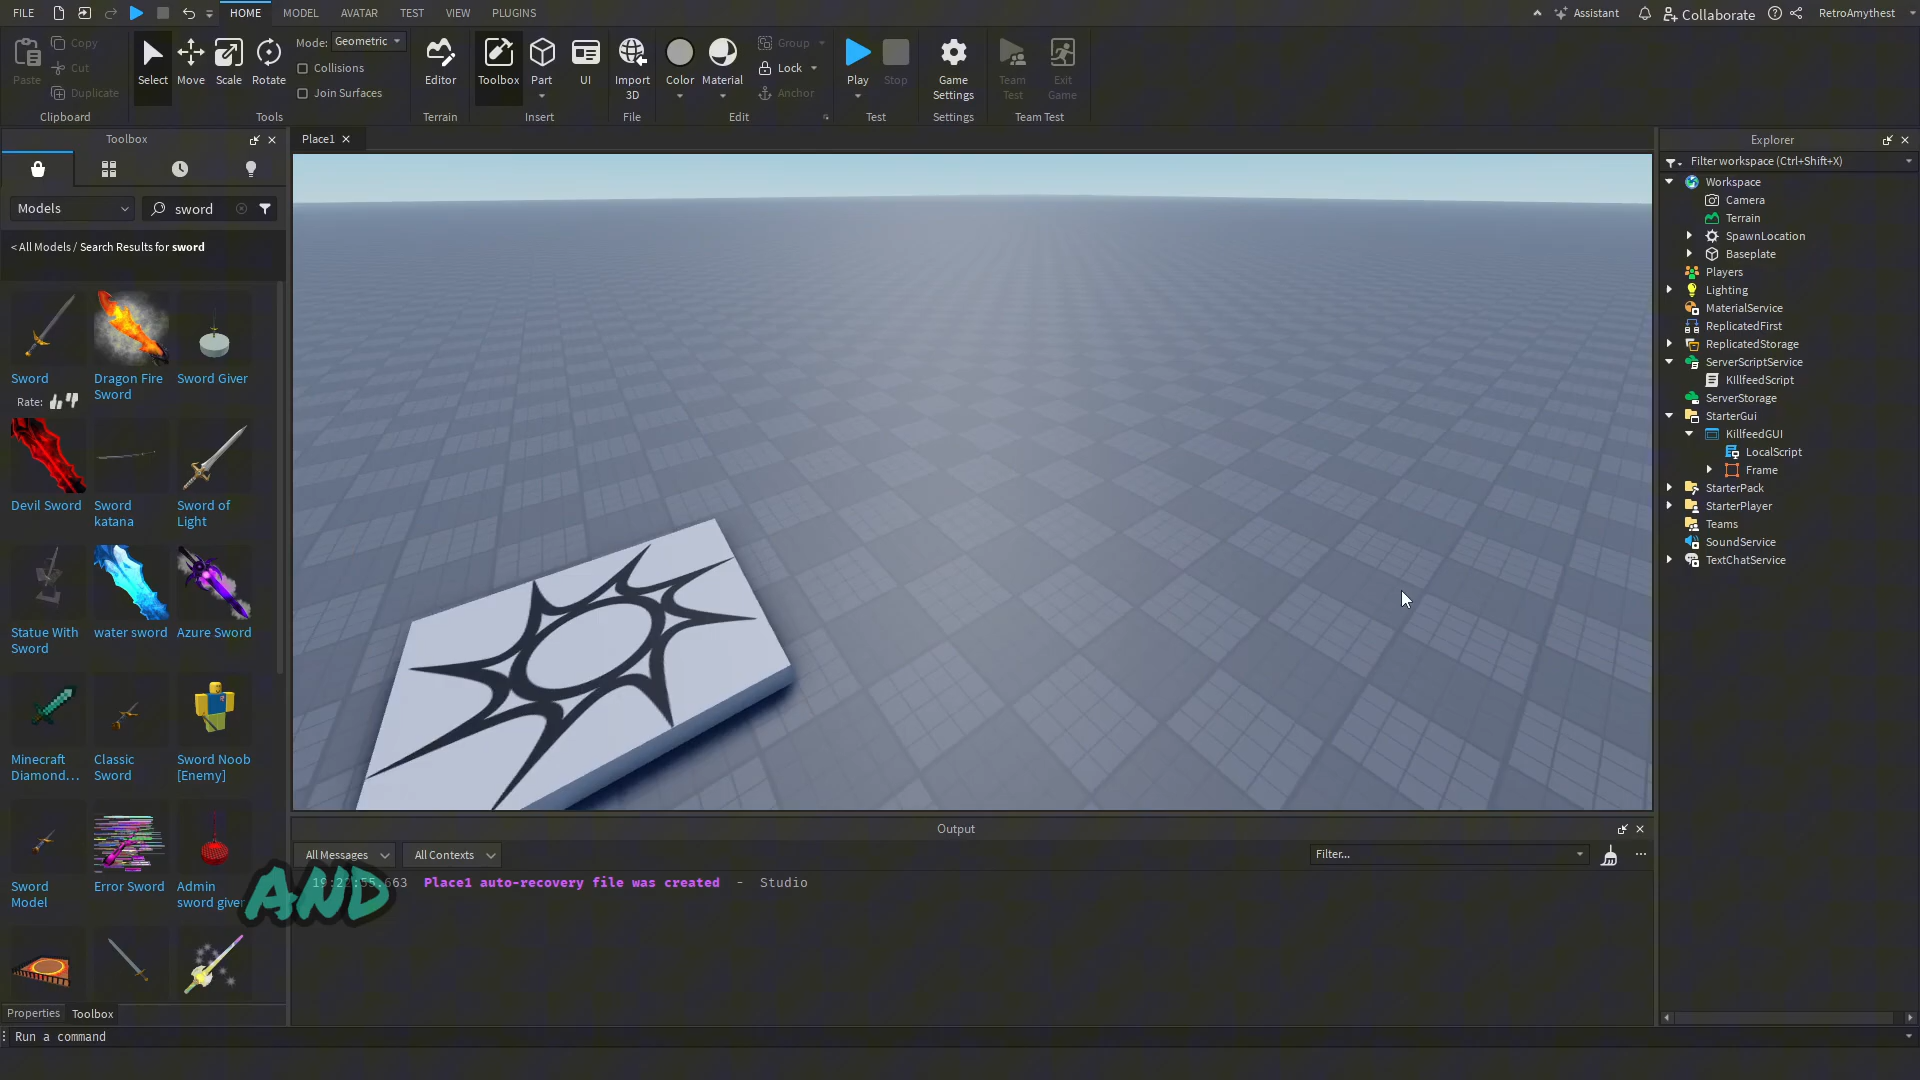 FILE
HOME
MODEL
AVATAR
TEST
VIEW
PLUGINS
Assistant
Collaborate
RetroAmythest
Paste
Copy
Cut
Duplicate
Clipboard
Select
Move
Scale
Rotate
Mode: Geometric
Collisions
Join Surfaces
Tools
Editor
Terrain
Toolbox
Part
UI
Insert
Import
3D
File
Color
Material
Group
Lock
Anchor
Edit
Play
Stop
Test
Game
Settings
Settings
Team
Test
Exit
Game
Team Test
Toolbox
Models
sword
< All Models / Search Results for sword
Sword
Dragon Fire
Sword
Sword Giver
Rate:
Devil Sword
Sword
katana
Sword of
Light
Statue With
Sword
water sword
Azure Sword
Minecraft
Diamond...
Classic
Sword
Sword Noob
[Enemy]
Sword
Model
Error Sword
Admin
sword giver
Properties
Toolbox
Run a command
Place1
Output
All Messages
All Contexts
Filter...
Place1 auto-recovery file was created - Studio
AND
Explorer
Filter workspace (Ctrl+Shift+X)
Workspace
Camera
Terrain
SpawnLocation
Baseplate
Players
Lighting
MaterialService
ReplicatedFirst
ReplicatedStorage
ServerScriptService
KIllfeedScript
ServerStorage
StarterGui
KillfeedGUI
LocalScript
Frame
StarterPack
StarterPlayer
Teams
SoundService
TextChatService